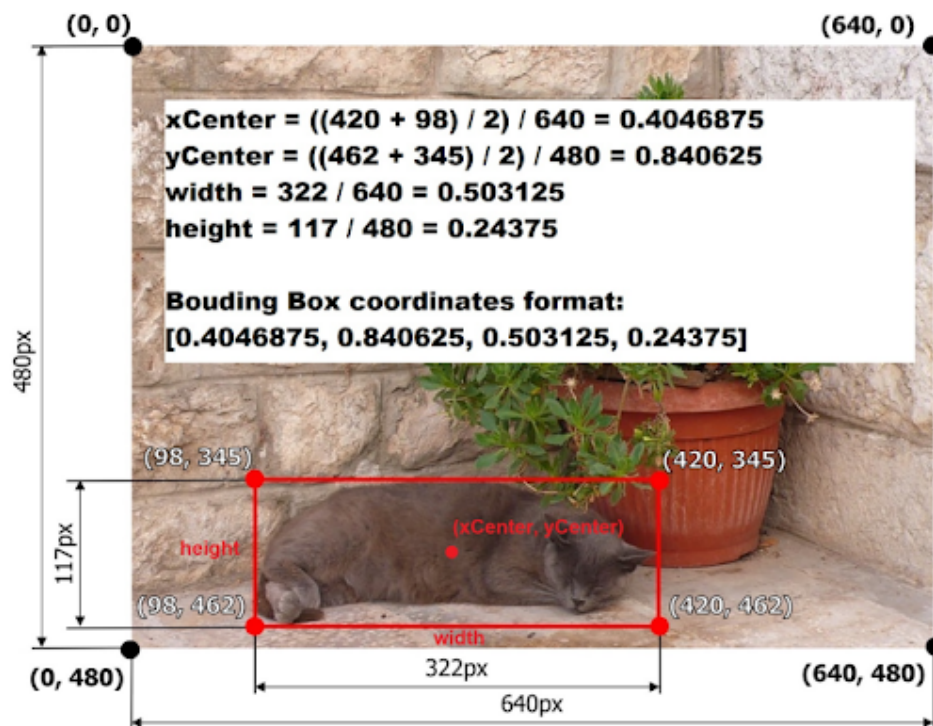 (0, 0)
(640, 0)
xCenter = ((420 + 98) / 2) / 640 = 0.4046875
yCenter = ((462 + 345) / 2) / 480 = 0.840625
width = 322 / 640 = 0.503125
height = 117 / 480 = 0.24375
Bouding Box coordinates format:
[0.4046875, 0.840625, 0.503125, 0.24375]
480px
(98, 345)
(420, 345)
(xCenter, yCenter)
height
117px
(98, 462)
(420, 462)
width
(0, 480)
322px
(640, 480)
640px